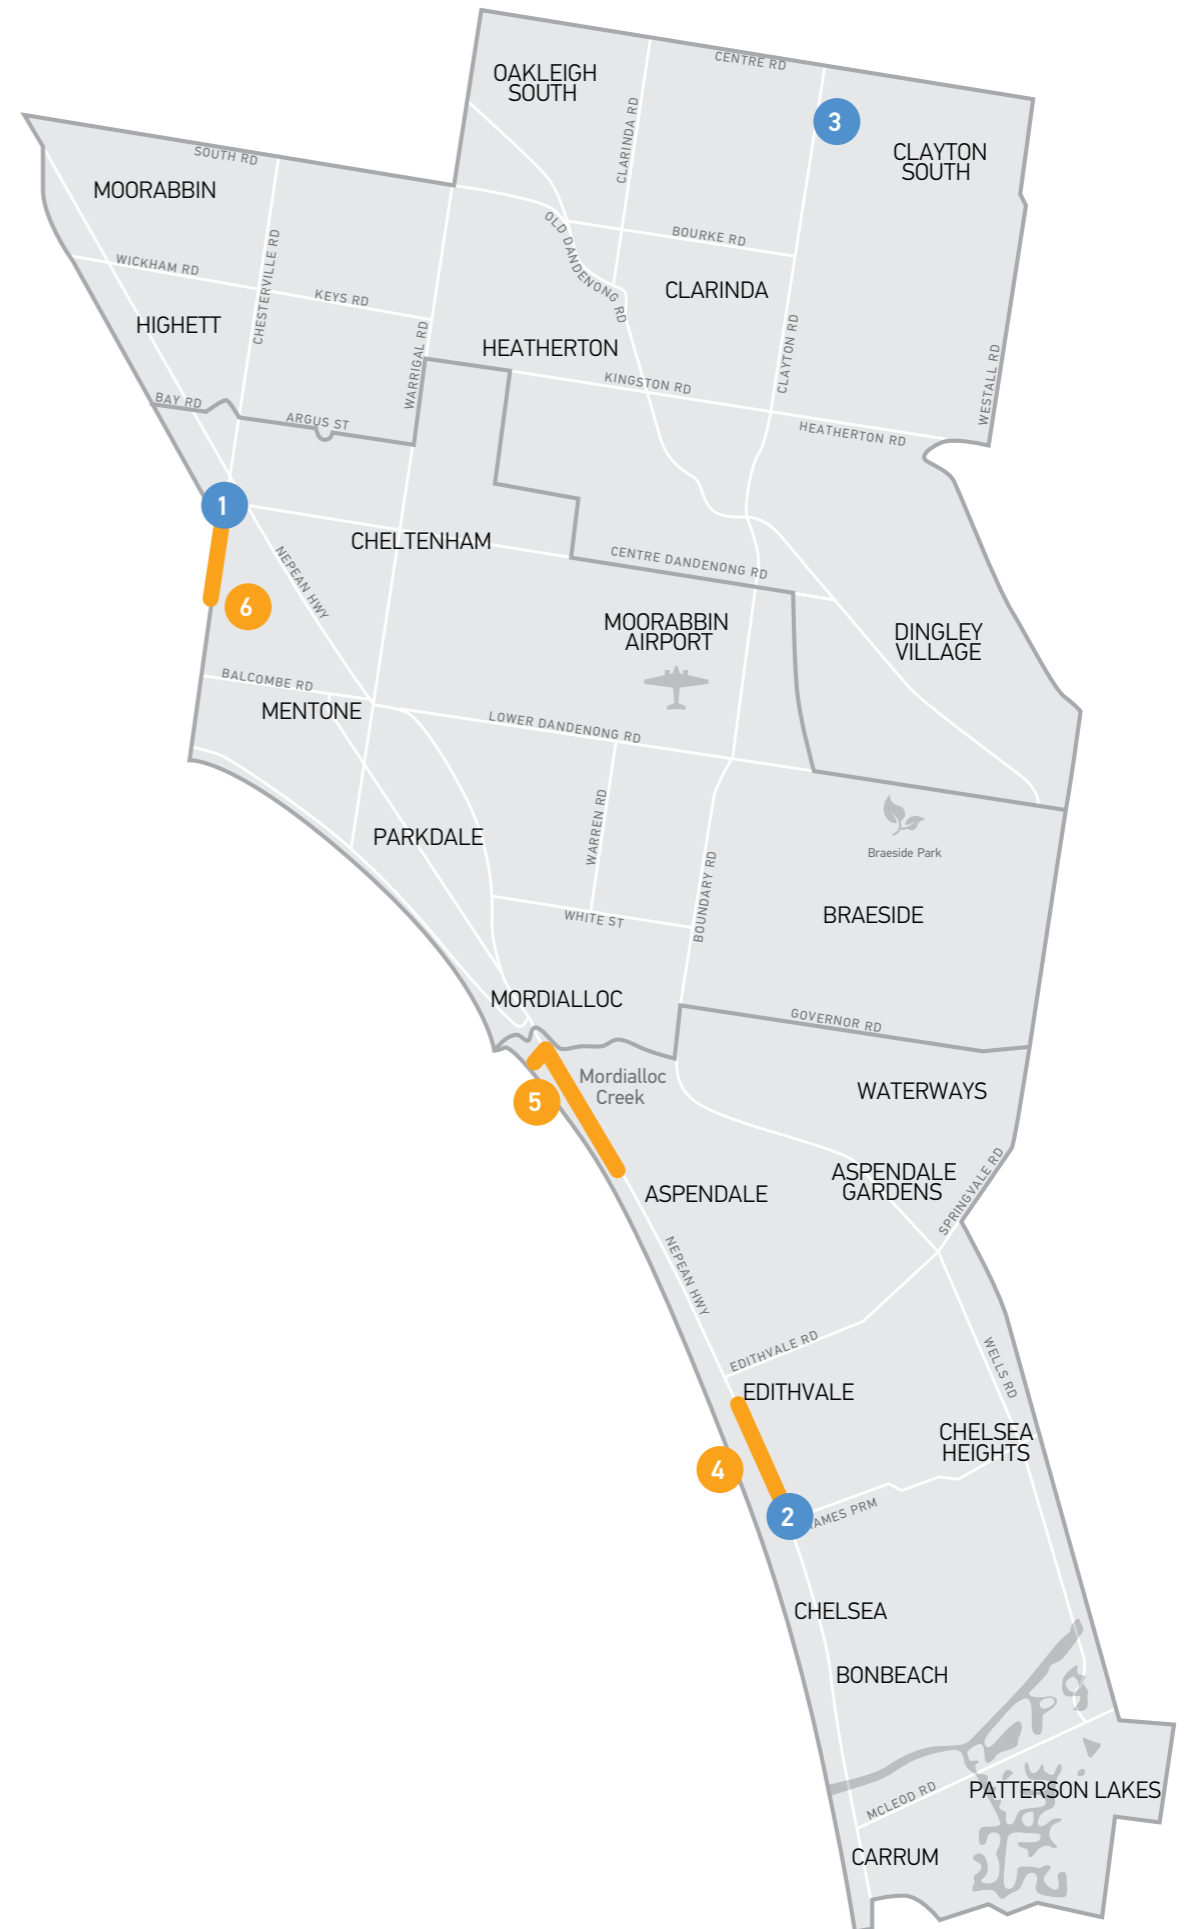 CENTRE RD
OAKLEIGH
SOUTH
CLARINDA RD
3
CLAYTON
SOUTH
SOUTH RD
MOORABBIN
OLD DANDENONG RD
BOURKE RD
WICKHAM RD
CHESTERVILLE RD
KEYS RD
CLARINDA
HIGHETT
WARRIGAL RD
HEATHERTON
CLAYTON RD
KINGSTON RD
WESTALL RD
BAY RD
ARGUS ST
HEATHERTON RD
1
CHELTENHAM
NEPEAN HWY
CENTRE DANDENONG RD
6
MOORABBIN
AIRPORT
DINGLEY
VILLAGE
BALCOMBE RD
MENTONE
LOWER DANDENONG RD
WARREN RD
PARKDALE
Braeside Park
BOUNDARY RD
WHITE ST
BRAESIDE
MORDIALLOC
GOVERNOR RD
Mordialloc
Creek
5
WATERWAYS
ASPENDALE
ASPENDALE
GARDENS
SPRINGVALE RD
NEPEAN HWY
EDITHVALE RD
EDITHVALE
WELLS RD
CHELSEA
HEIGHTS
4
2
AMES PRM
CHELSEA
BONBEACH
PATTERSON LAKES
MCLEOD RD
CARRUM